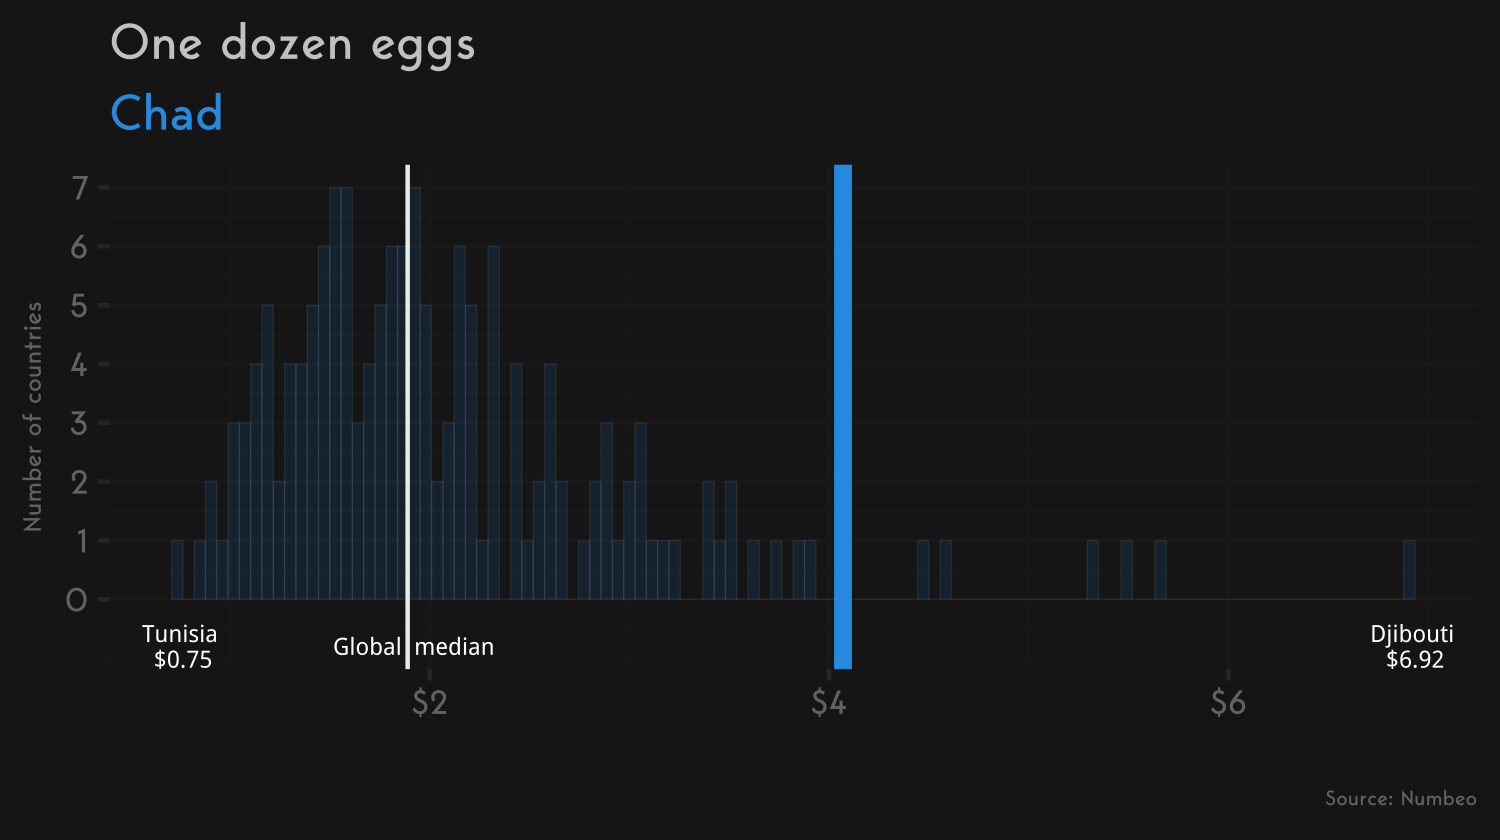 One dozen eggs
Chad
Number of countries
7
6
5
4
3
2
1
0
Tunisia
$0.75
Global median
Djibouti
$6.92
$2 $4 $6
Source: Numbeo